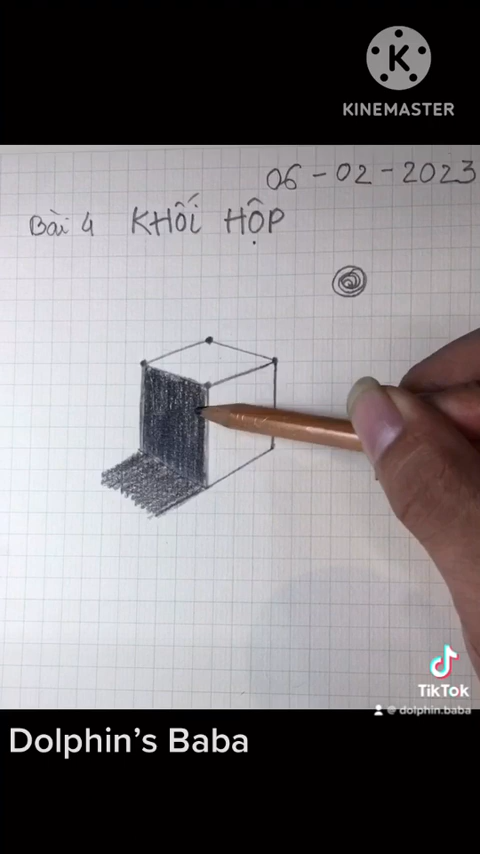 KINEMASTER
06-02-2023
Bài 4 KHỐI HỘP
TikTok
@dolphin.baba
Dolphin's Baba